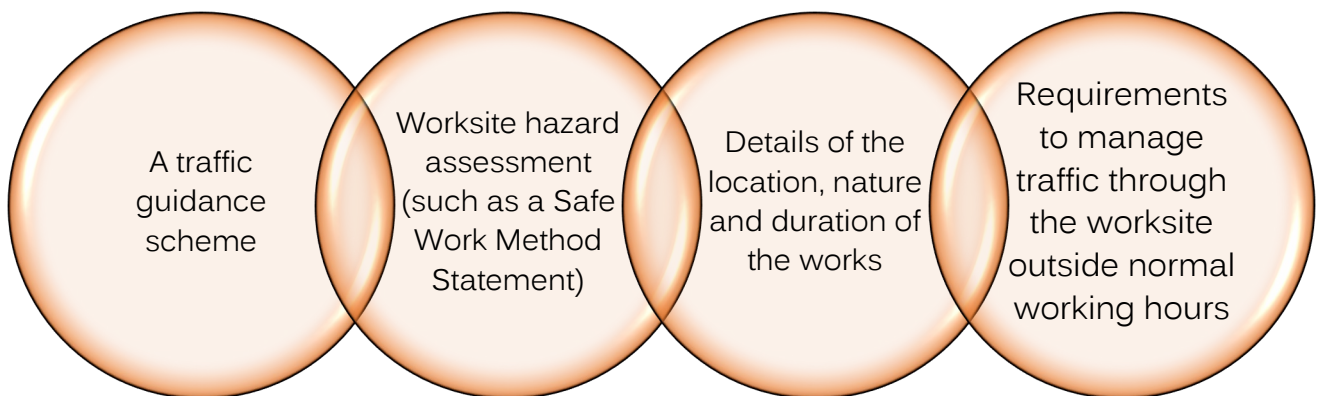 A traffic
guidance
scheme
Worksite hazard
assessment
(such as a Safe
Work Method
Statement)
Details of the
location, nature
and duration of
the works
Requirements
to manage
traffic through
the worksite
outside normal
working hours